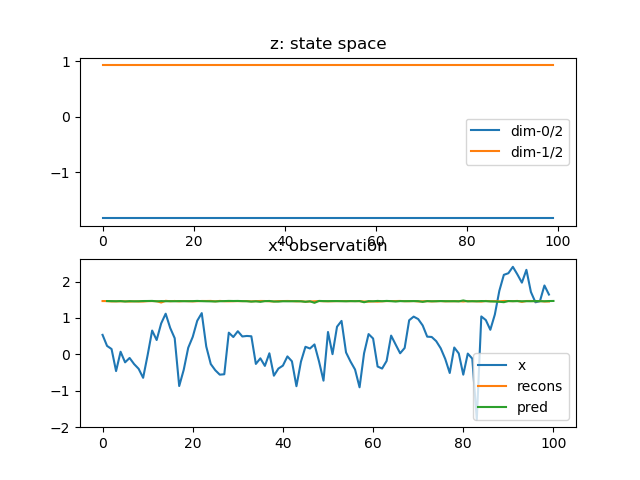 z: state space
1
0
−1
dim-0/2
dim-1/2
0 20 40 60 80 100
x: observation
2
1
0
−1
−2
x
recons
pred
0 20 40 60 80 100